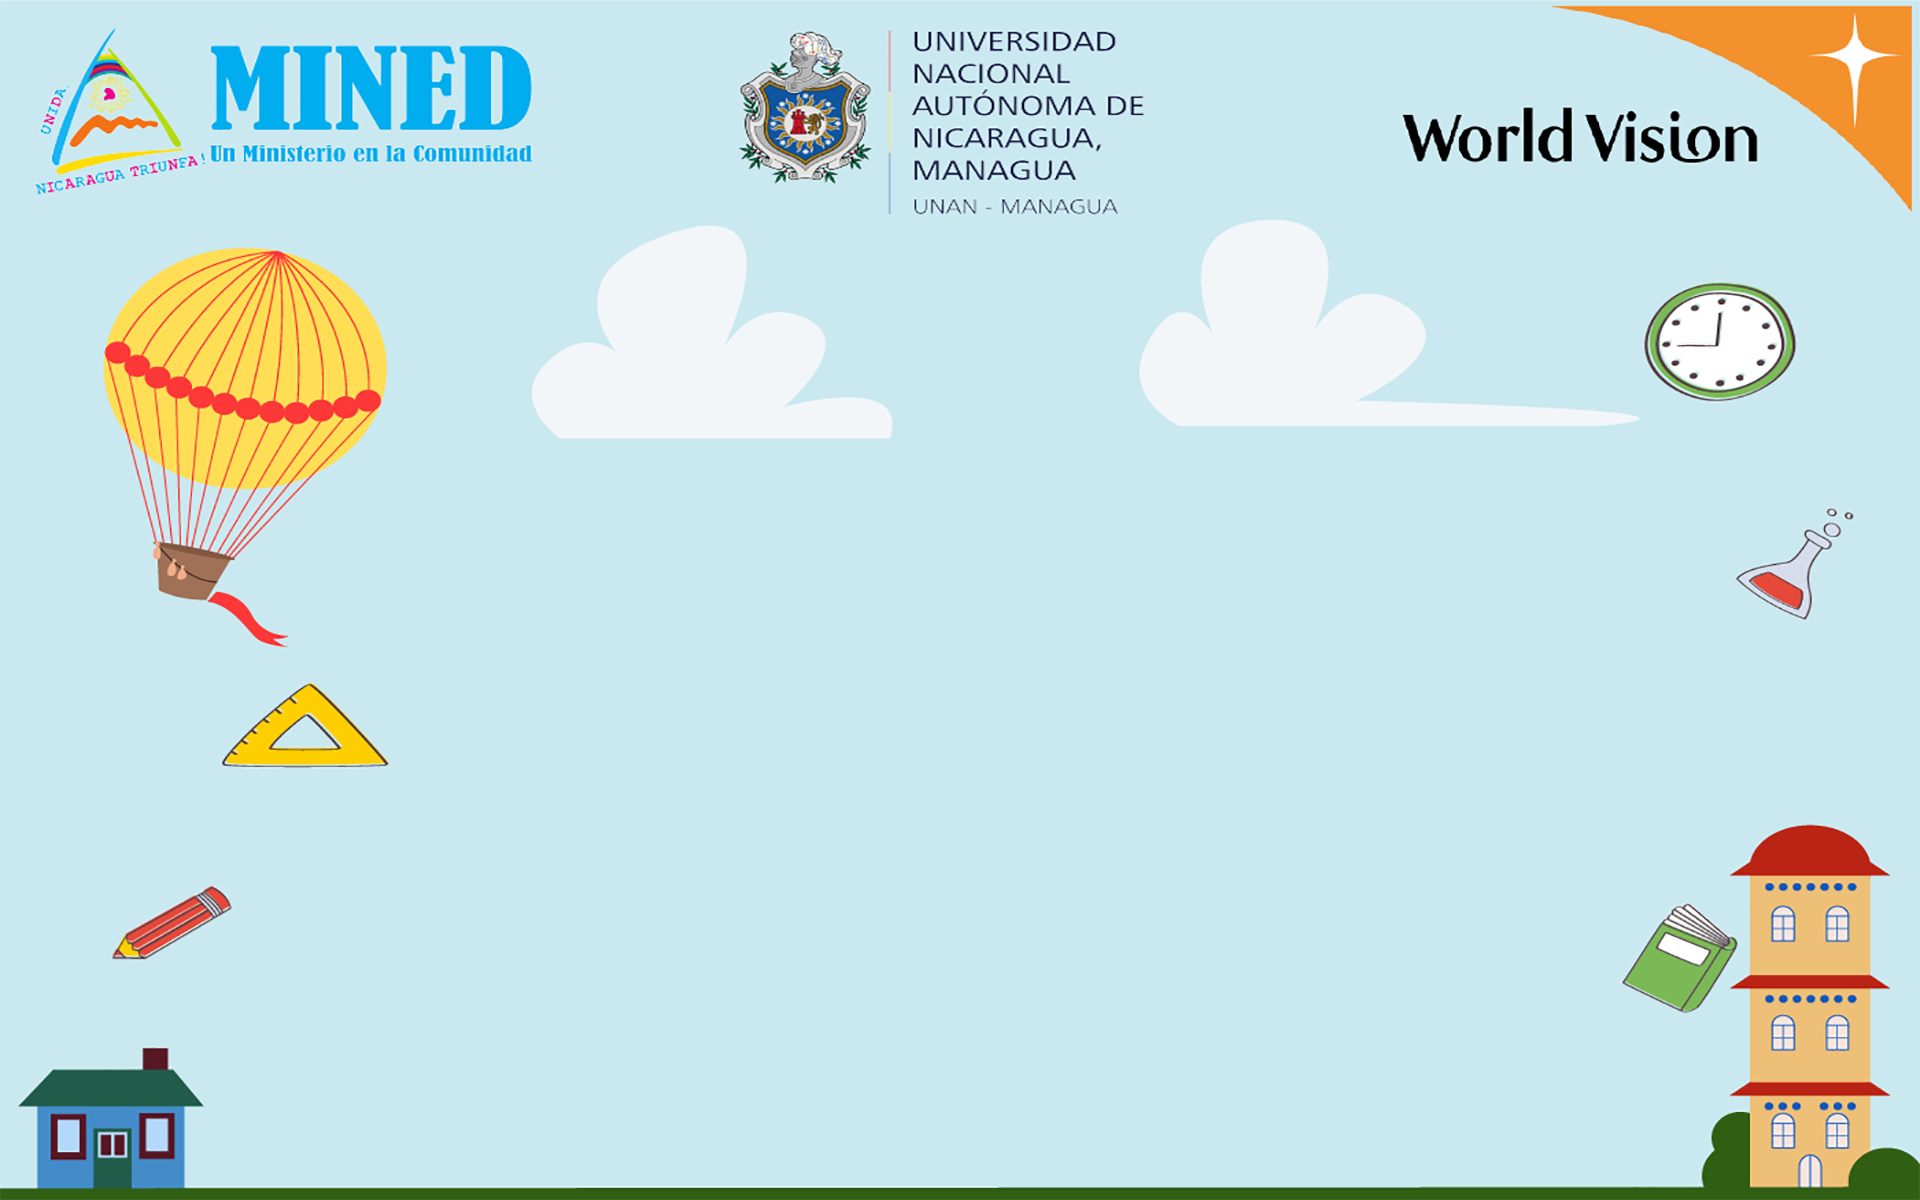 UNIDA
NICARAGUA TRIUNFA!
MINED
Un Ministerio en la Comunidad
UNIVERSIDAD
NACIONAL
AUTÓNOMA DE
NICARAGUA,
MANAGUA
UNAN - MANAGUA
World Vision